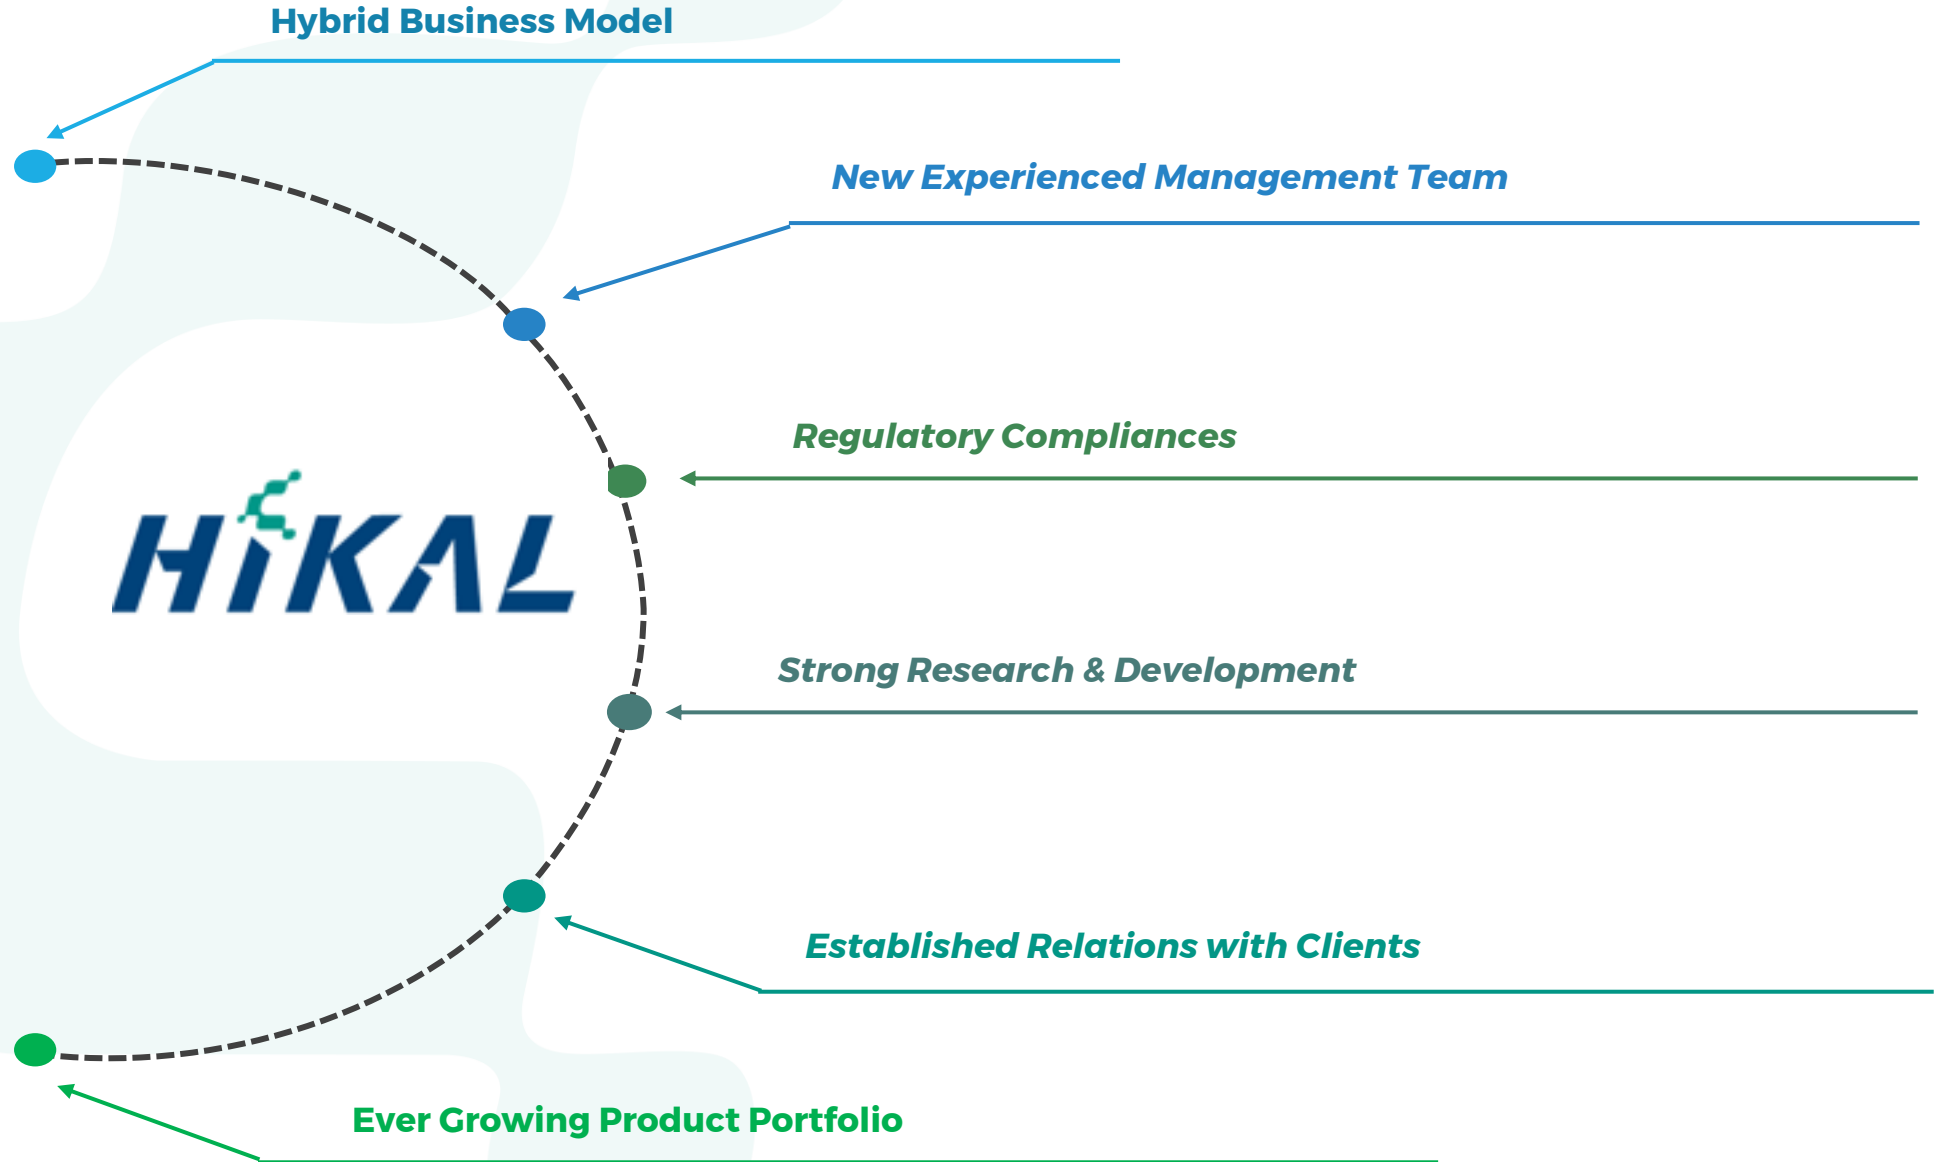 Hybrid Business Model
New Experienced Management Team
Regulatory Compliances
HiKAL
Strong Research & Development
Established Relations with Clients
Ever Growing Product Portfolio